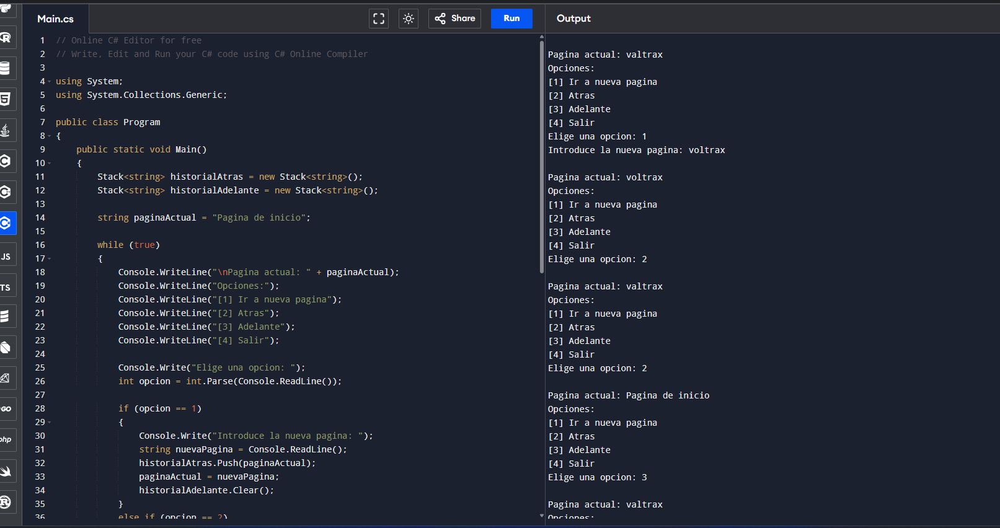 Main.cs
Share
Run
Output
1 // Online C# Editor for free
2 // Write, Edit and Run your C# code using C# Online Compiler
3
4 using System;
5 using System.Collections.Generic;
6
7 public class Program
8 {
9     public static void Main()
10     {
11         Stack<string> historialAtras = new Stack<string>();
12         Stack<string> historialAdelante = new Stack<string>();
13
14         string paginaActual = "Pagina de inicio";
15
16         while (true)
17         {
18             Console.WriteLine("\nPagina actual: " + paginaActual);
19             Console.WriteLine("Opciones:");
20             Console.WriteLine("[1] Ir a nueva pagina");
21             Console.WriteLine("[2] Atras");
22             Console.WriteLine("[3] Adelante");
23             Console.WriteLine("[4] Salir");
24
25             Console.Write("Elige una opcion: ");
26             int opcion = int.Parse(Console.ReadLine());
27
28             if (opcion == 1)
29             {
30                 Console.Write("Introduce la nueva pagina: ");
31                 string nuevaPagina = Console.ReadLine();
32                 historialAtras.Push(paginaActual);
33                 paginaActual = nuevaPagina;
34                 historialAdelante.Clear();
35             }
36             else if (opcion == 2)
Pagina actual: valtrax
Opciones:
[1] Ir a nueva pagina
[2] Atras
[3] Adelante
[4] Salir
Elige una opcion: 1
Introduce la nueva pagina: voltrax
Pagina actual: voltrax
Opciones:
[1] Ir a nueva pagina
[2] Atras
[3] Adelante
[4] Salir
Elige una opcion: 2
Pagina actual: valtrax
Opciones:
[1] Ir a nueva pagina
[2] Atras
[3] Adelante
[4] Salir
Elige una opcion: 2
Pagina actual: Pagina de inicio
Opciones:
[1] Ir a nueva pagina
[2] Atras
[3] Adelante
[4] Salir
Elige una opcion: 3
Pagina actual: valtrax
Opciones:
R
5
C
C
C
JS
TS
GO
php
R